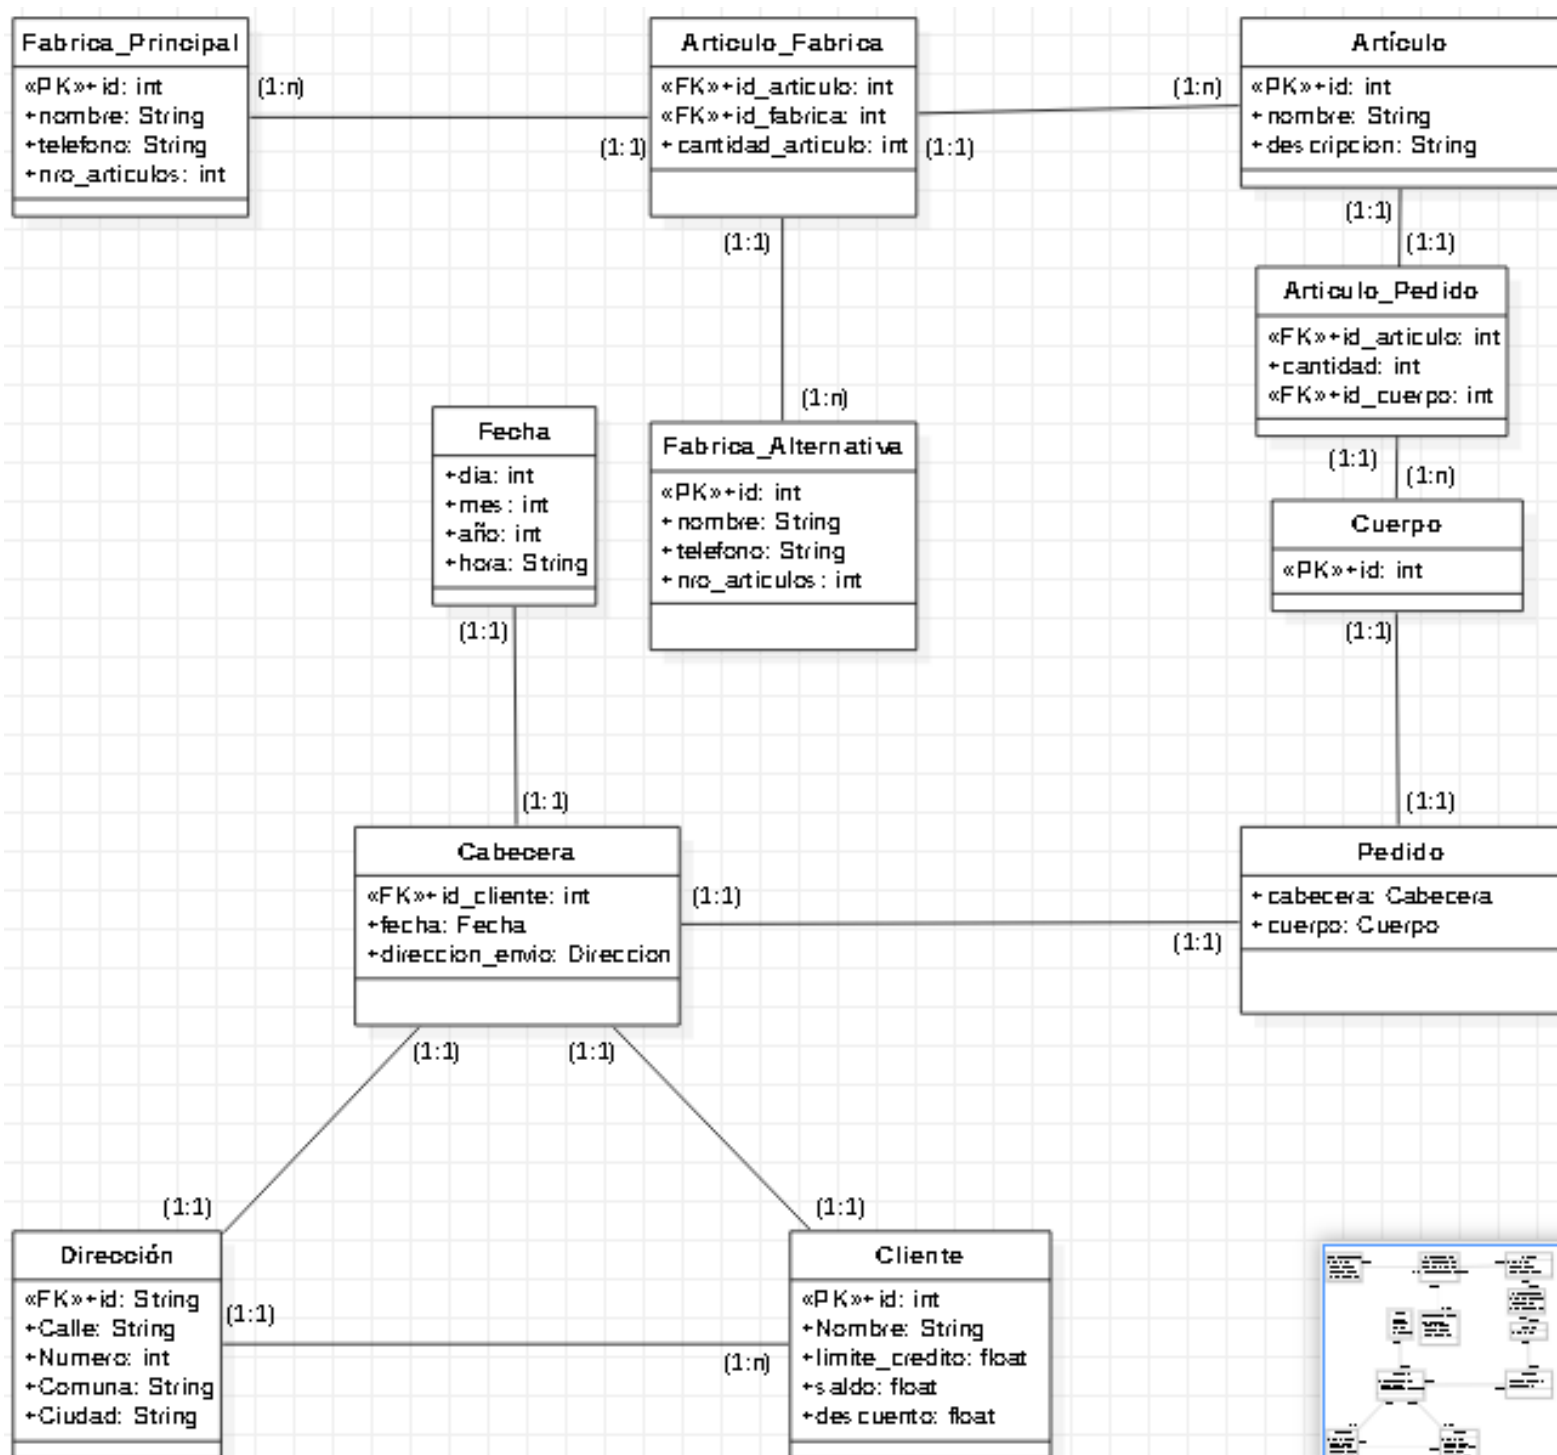 Fabrica_Principal
«PK»+id: int
+nombre: String
+telefono: String
+nro_articulos: int
(1:n)
(1:1)
Articulo_Fabrica
«FK»+id_articulo: int
«FK»+id_fabrica: int
+cantidad_articulo: int
(1:n)
(1:1)
Artículo
«PK»+id: int
+nombre: String
+descripcion: String
(1:1)
(1:1)
(1:1)
Articulo_Pedido
«FK»+id_articulo: int
+cantidad: int
«FK»+id_cuerpo: int
(1:n)
Fecha
+dia: int
+mes: int
+año: int
+hora: String
Fabrica_Alternativa
«PK»+id: int
+nombre: String
+telefono: String
+nro_articulos: int
(1:1)
(1:n)
Cuerpo
«PK»+id: int
(1:1)
(1:1)
(1:1)
(1:1)
Cabecera
«FK»+id_cliente: int
+fecha: Fecha
+direccion_envio: Direccion
(1:1)
(1:1)
Pedido
+cabecera: Cabecera
+cuerpo: Cuerpo
(1:1)
(1:1)
(1:1)
(1:1)
Dirección
«FK»+id: String
+Calle: String
+Numero: int
+Comuna: String
+Ciudad: String
(1:1)
(1:n)
Cliente
«PK»+id: int
+Nombre: String
+limite_credito: float
+saldo: float
+descuento: float